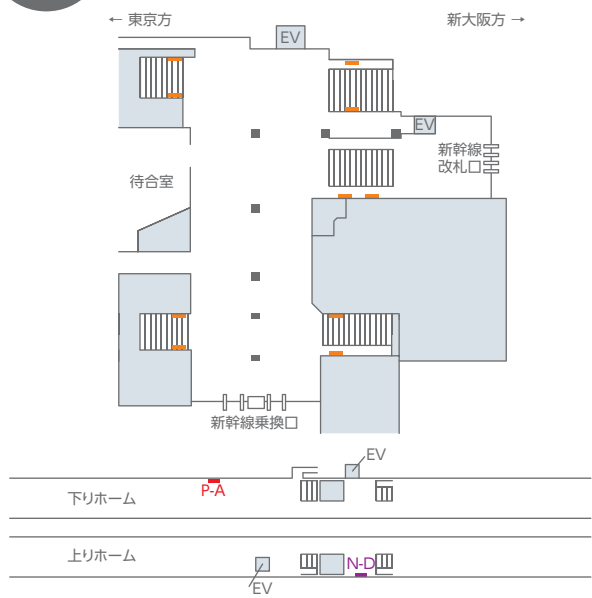 ← 東京方
新大阪方 →
EV
EV
新幹線
改札口
待合室
新幹線乗換口
EV
P-A
下りホーム
上りホーム
N-D
EV